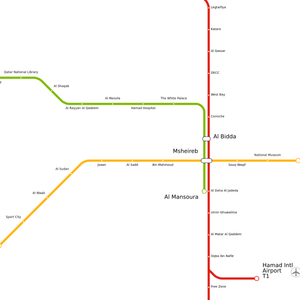 Legtaifiya
Katara
Al Qassar
DECC
West Bay
Corniche
Qatar National Library
Al Shaqab
Al Rayyan Al Qadeem
Al Messila
Hamad Hospital
The White Palace
Al Bidda
Msheireb
National Museum
Souq Waqif
Bin Mahmoud
Al Sadd
Joaan
Al Sudan
Al Waab
Sport City
Al Mansoura
Al Doha Al Jadeda
Umm Ghuwailina
Al Matar Al Qadeem
Oqba Ibn Nafie
Hamad Intl
Airport
T1
Free Zone